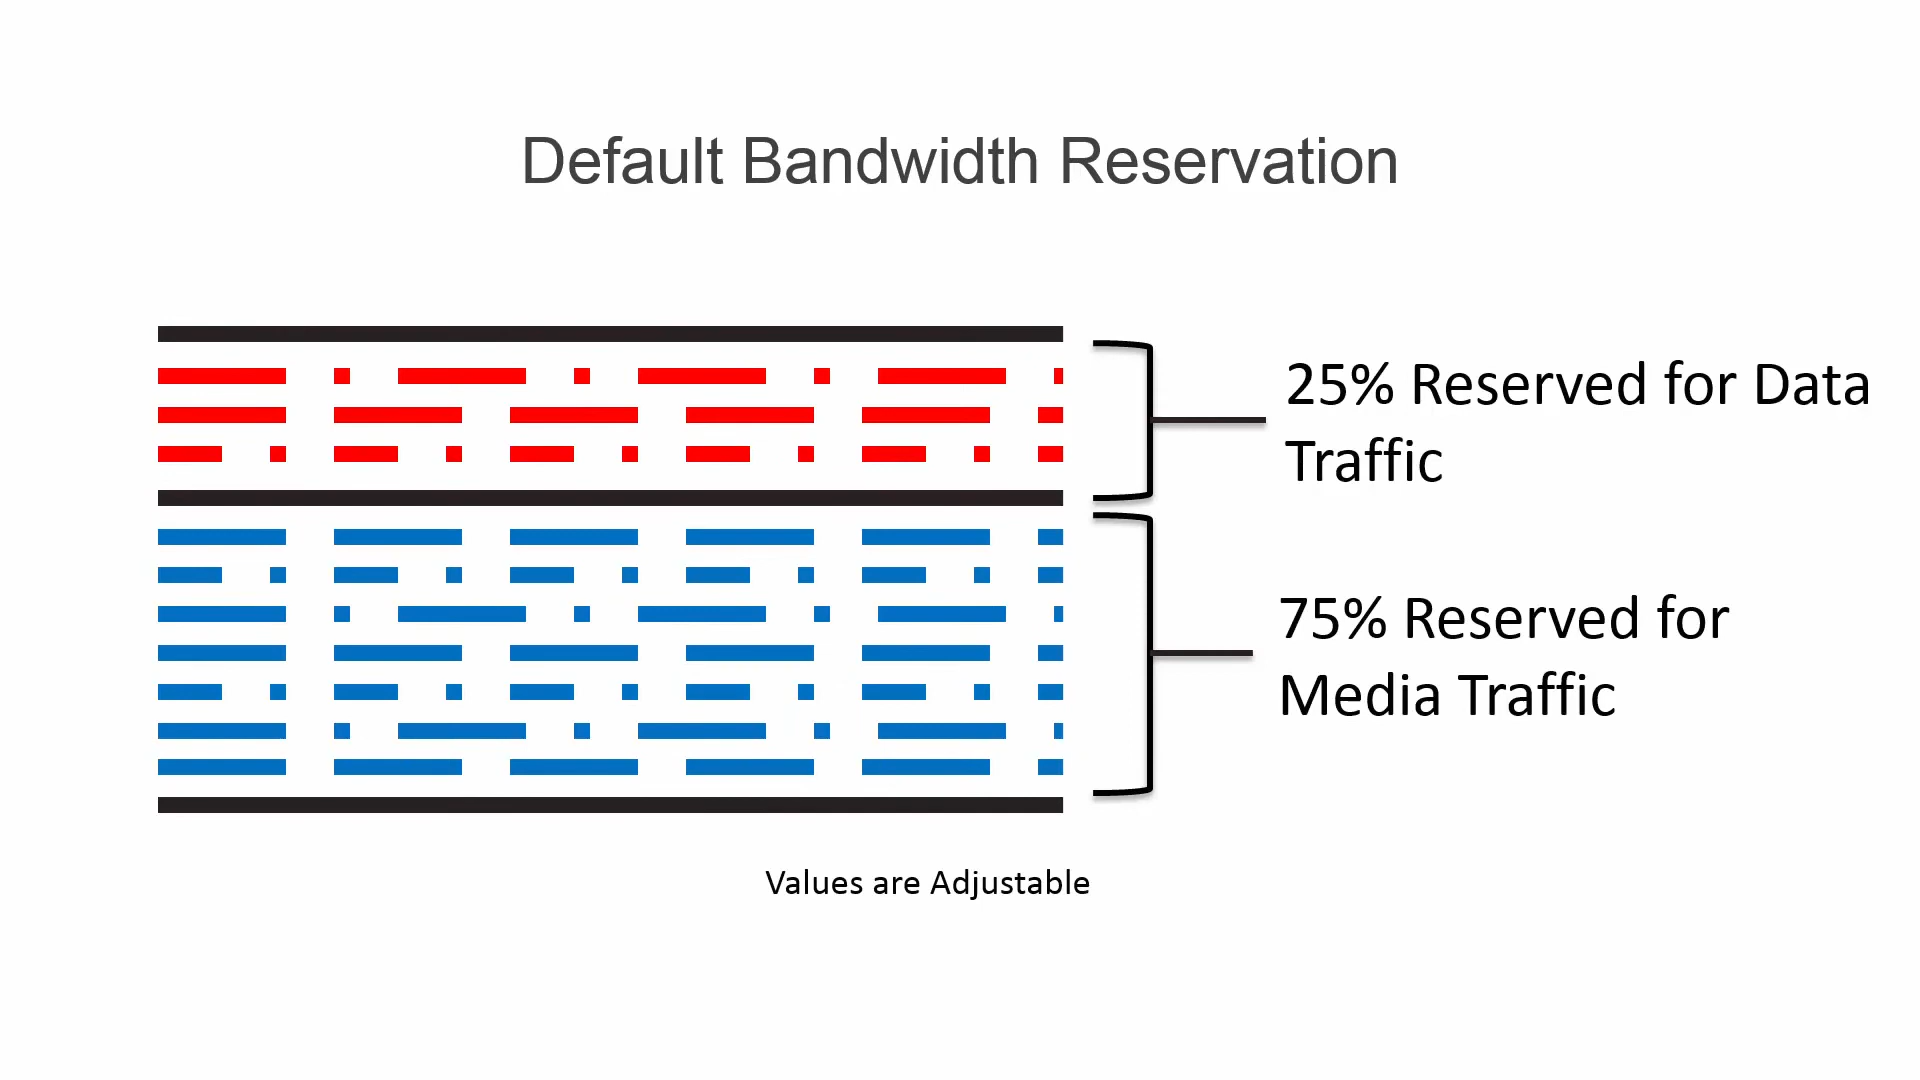 Default Bandwidth Reservation
25% Reserved for Data
Traffic
75% Reserved for
Media Traffic
Values are Adjustable